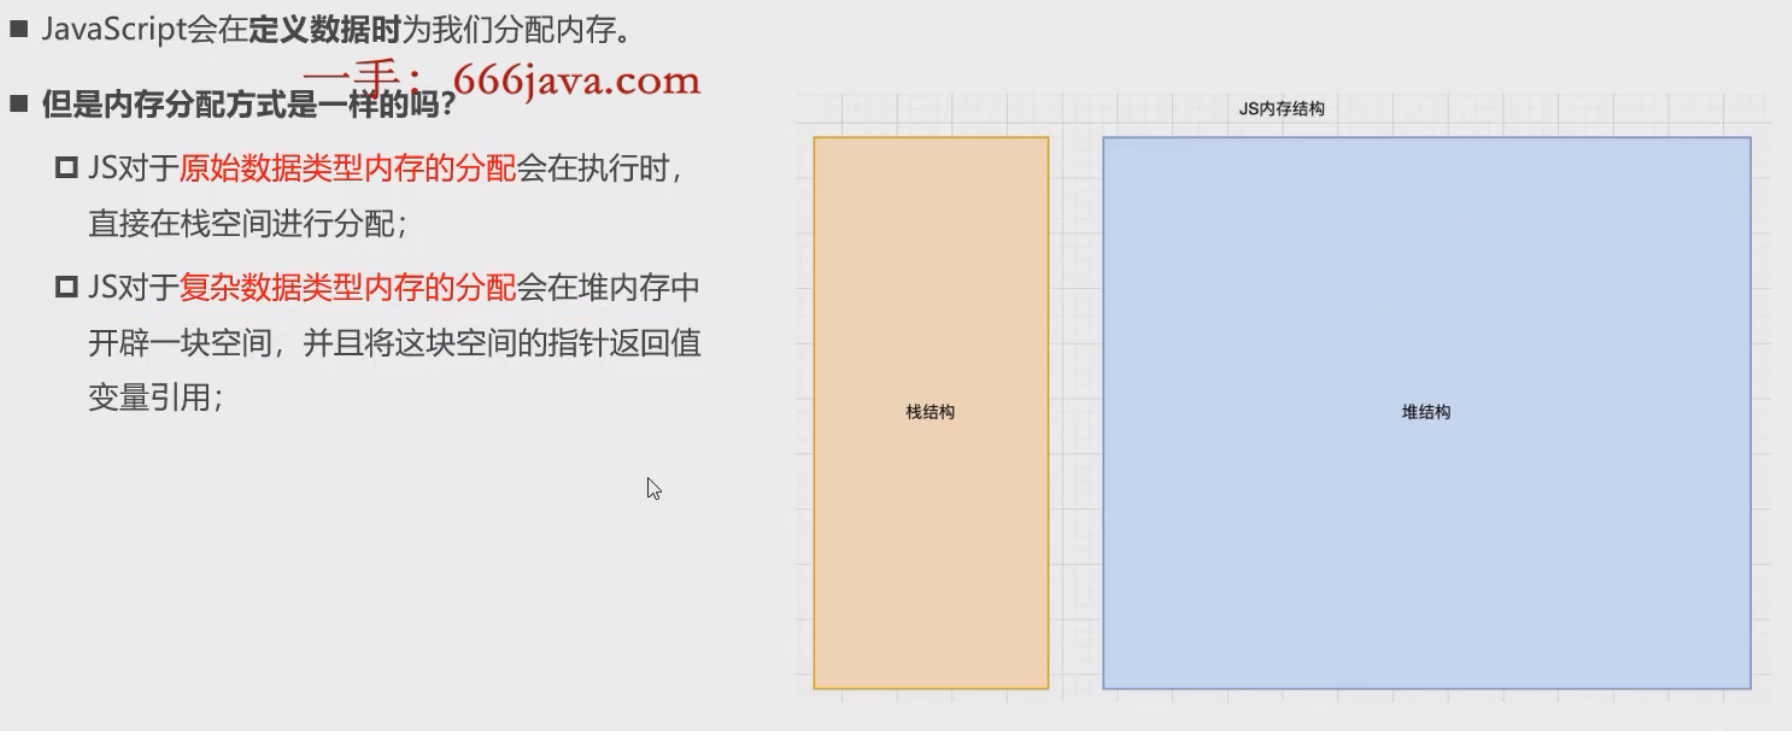 JavaScript会在定义数据时为我们分配内存。
一手：666java.com
但是内存分配方式是一样的吗？
JS对于原始数据类型内存的分配会在执行时，
直接在栈空间进行分配；
JS对于复杂数据类型内存的分配会在堆内存中
开辟一块空间，并且将这块空间的指针返回值
变量引用；
JS内存结构
栈结构
堆结构